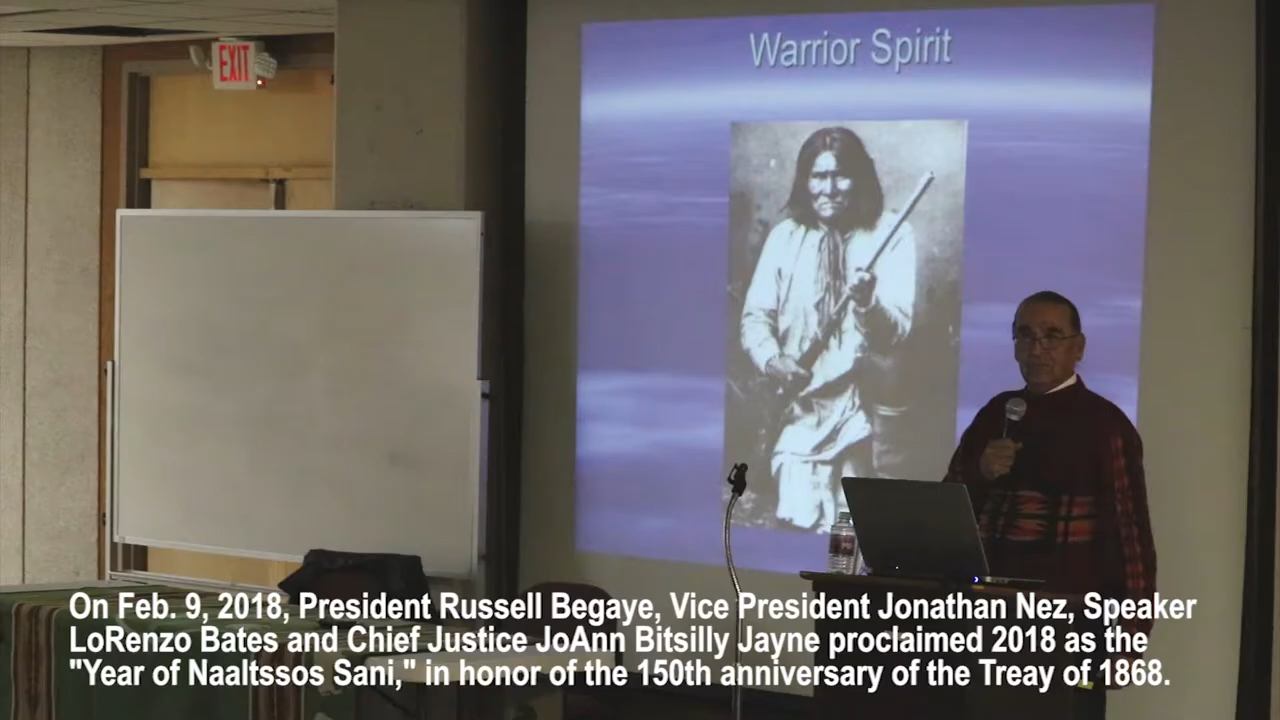 EXIT
Warrior Spirit
On Feb. 9, 2018, President Russell Begaye, Vice President Jonathan Nez, Speaker
LoRenzo Bates and Chief Justice JoAnn Bitsilly Jayne proclaimed 2018 as the
"Year of Naaltssos Sani," in honor of the 150th anniversary of the Treay of 1868.